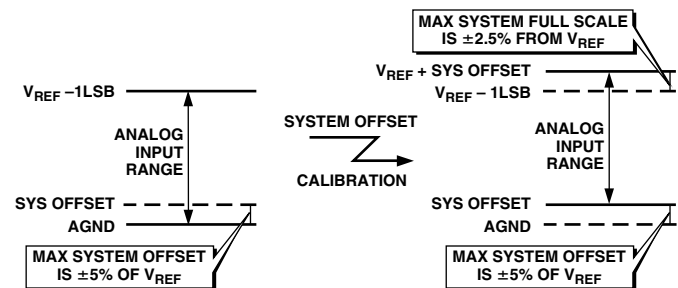 MAX SYSTEM FULL SCALE
IS ±2.5% FROM VREF
VREF + SYS OFFSET
VREF – 1LSB
VREF –1LSB
ANALOG
INPUT
RANGE
SYSTEM OFFSET
CALIBRATION
ANALOG
INPUT
RANGE
SYS OFFSET
AGND
SYS OFFSET
AGND
MAX SYSTEM OFFSET
IS ±5% OF VREF
MAX SYSTEM OFFSET
IS ±5% OF VREF